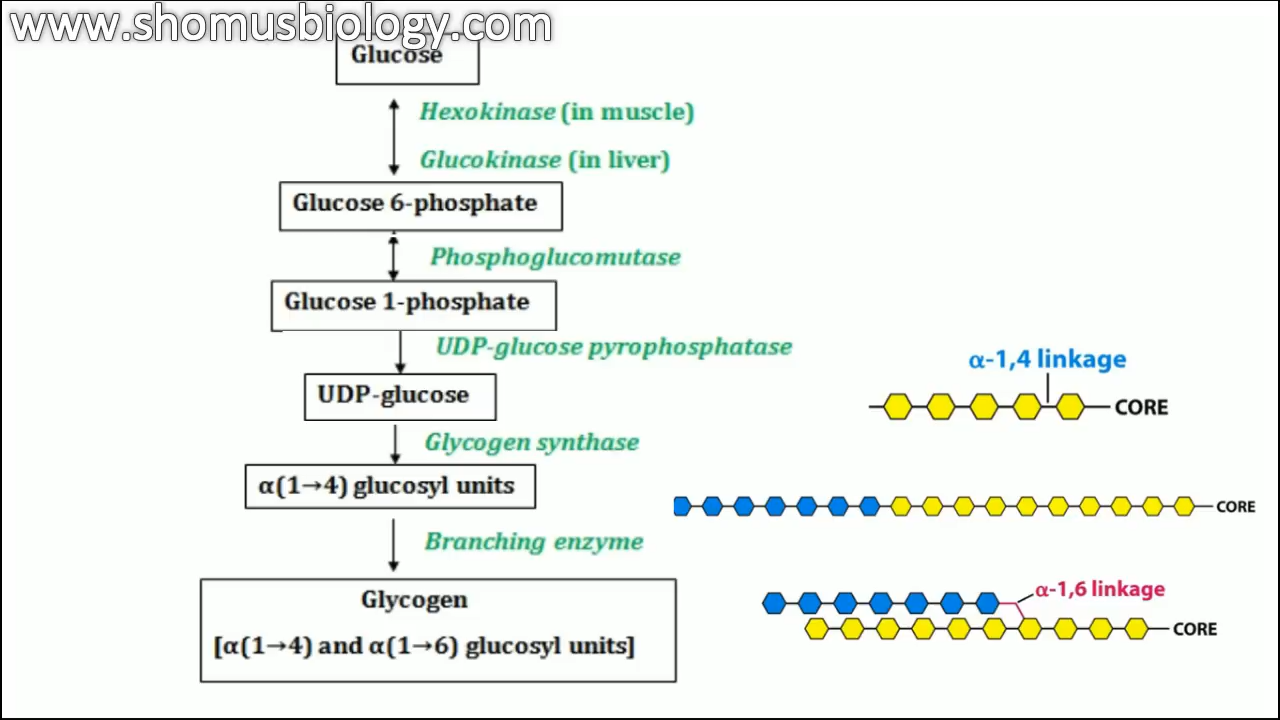 www.shomusbiology.com
Glucose
Hexokinase (in muscle)
Glucokinase (in liver)
Glucose 6-phosphate
Phosphoglucomutase
Glucose 1-phosphate
UDP-glucose pyrophosphatase
α-1,4 linkage
UDP-glucose
CORE
Glycogen synthase
α(1→4) glucosyl units
CORE
Branching enzyme
Glycogen
α-1,6 linkage
CORE
[α(1→4) and α(1→6) glucosyl units]